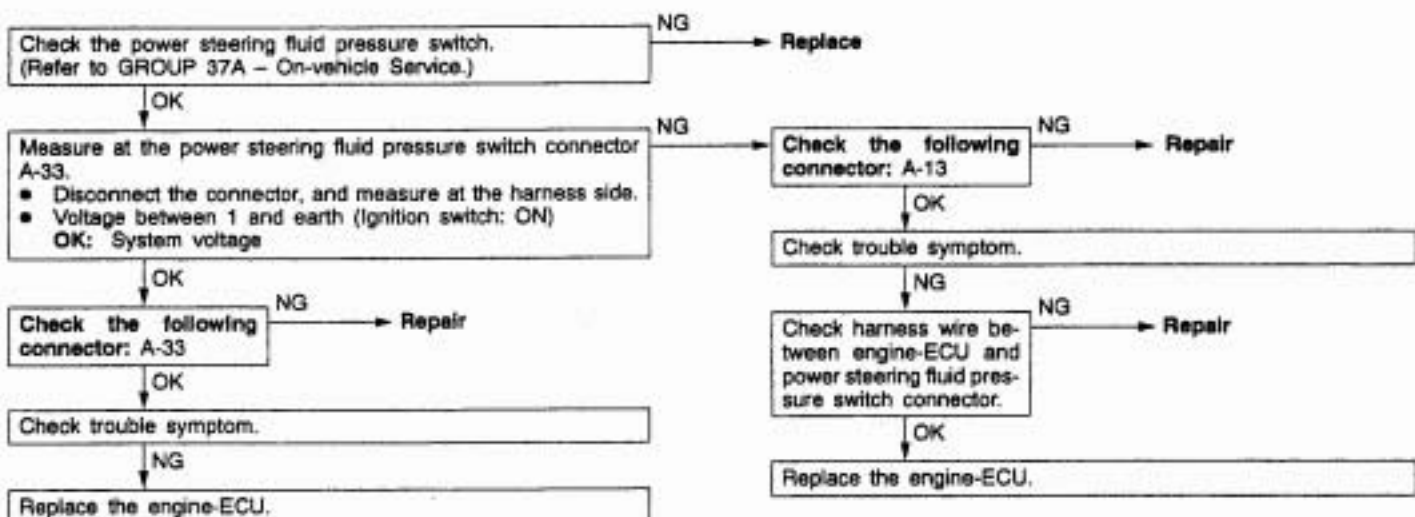 Check the power steering fluid pressure switch.
(Refer to GROUP 37A – On-vehicle Service.)
NG
Replace
OK
Measure at the power steering fluid pressure switch connector
A-33.
● Disconnect the connector, and measure at the harness side.
● Voltage between 1 and earth (Ignition switch: ON)
OK: System voltage
NG
Check the following
connector: A-13
NG
Repair
OK
Check trouble symptom.
NG
Check harness wire be-
tween engine-ECU and
power steering fluid pres-
sure switch connector.
NG
Repair
OK
Replace the engine-ECU.
OK
Check the following
connector: A-33
NG
Repair
OK
Check trouble symptom.
NG
Replace the engine-ECU.